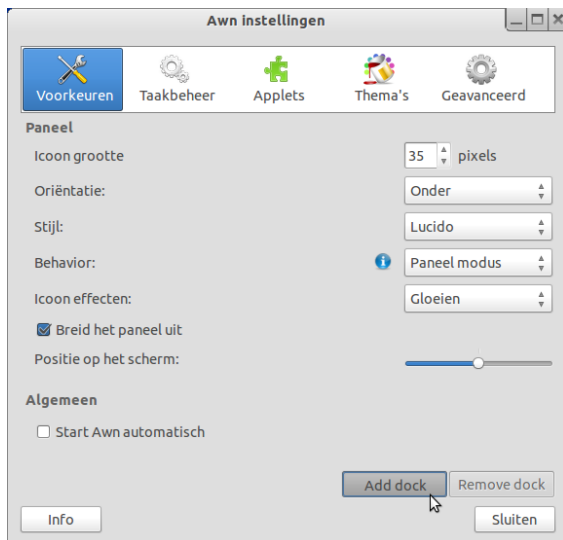 Awn instellingen
Voorkeuren Taakbeheer Applets Thema's Geavanceerd
Paneel
Icoon grootte 35 pixels
Oriëntatie: Onder
Stijl: Lucido
Behavior: Paneel modus
Icoon effecten: Gloeien
Breid het paneel uit
Positie op het scherm:
Algemeen
Start Awn automatisch
Add dock Remove dock
Info Sluiten